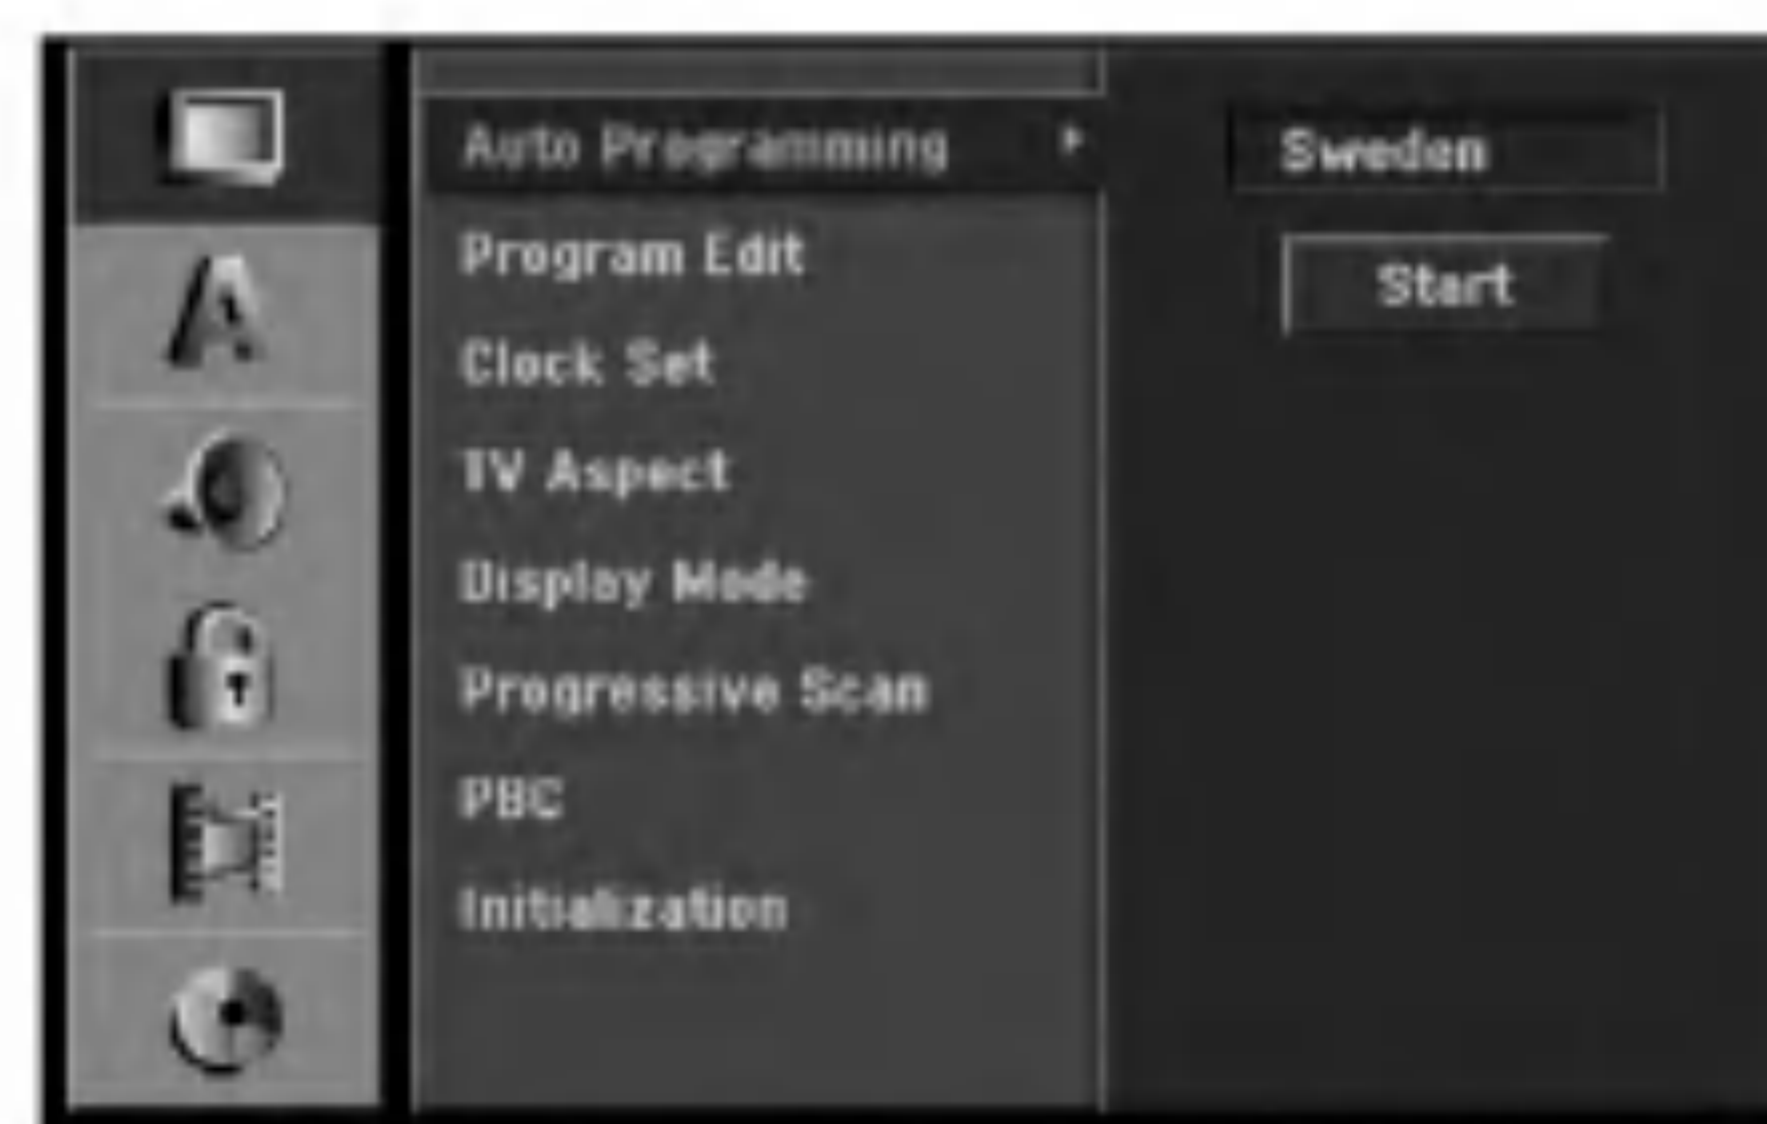 Auto Programming
Sweden
Start
Program Edit
Clock Set
TV Aspect
Display Mode
Progressive Scan
PBC
Initialization